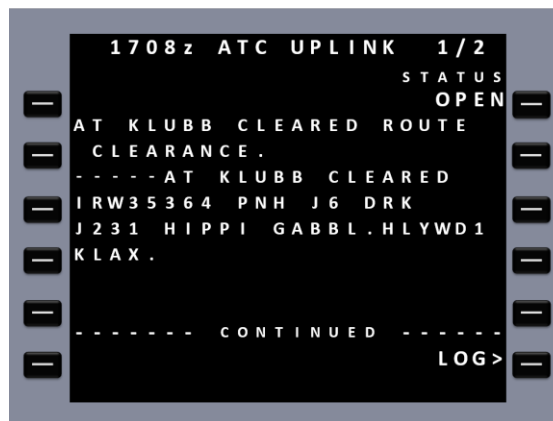 1708z ATC UPLINK 1/2
STATUS
OPEN
AT KLUBB CLEARED ROUTE
CLEARANCE.
-----AT KLUBB CLEARED
IRW35364 PNH J6 DRK
J231 HIPPI GABBL.HLYWD1
KLAX.
------- CONTINUED ------
LOG>